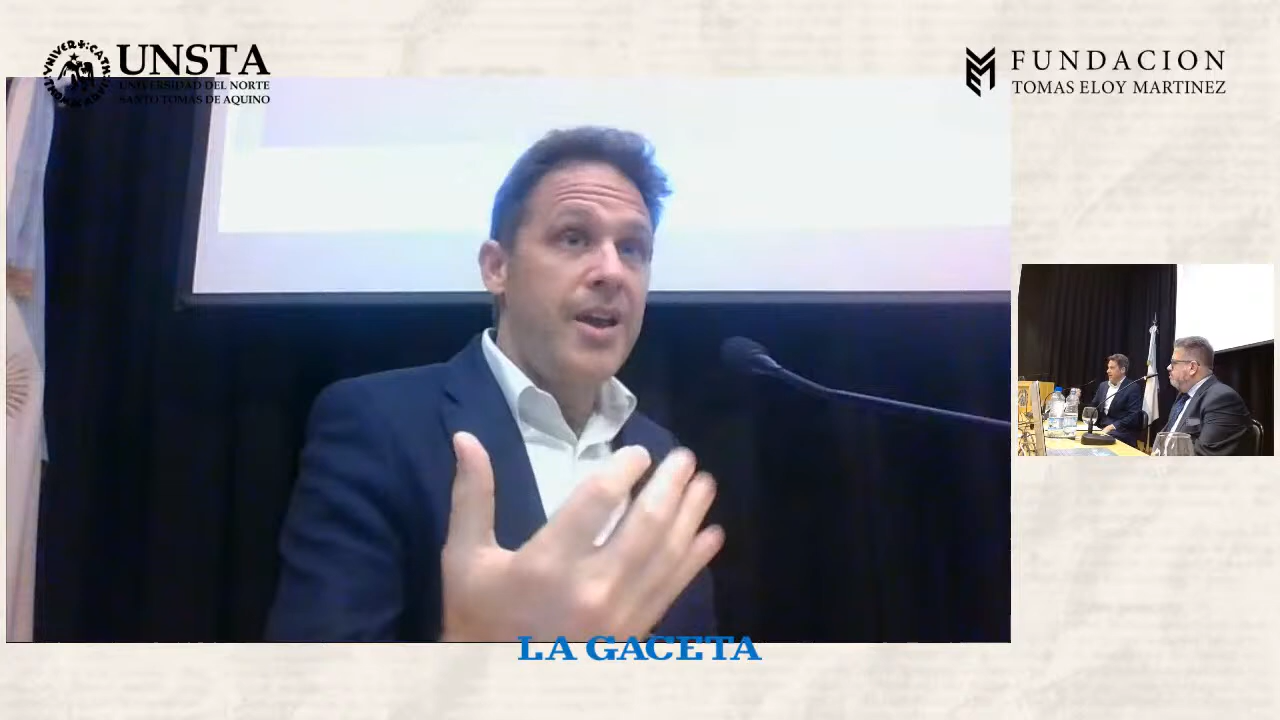 UNSTA
UNIVERSIDAD DEL NORTE
SANTO TOMÁS DE AQUINO
FUNDACION
TOMAS ELOY MARTINEZ
LA GACETA